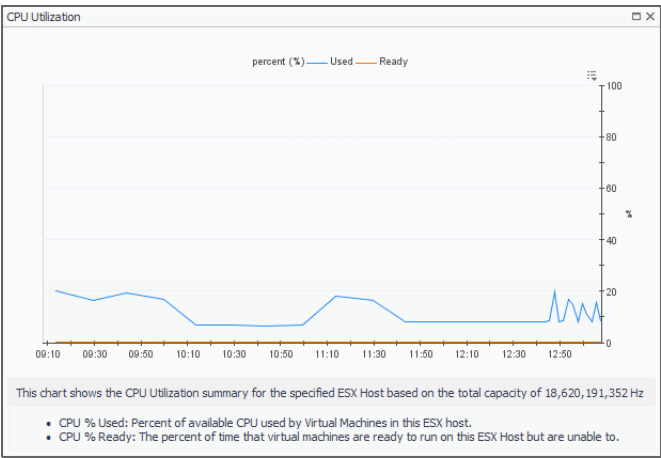 CPU Utilization
percent (%) Used Ready
100
80
60
%
40
20
0
09:10 09:30 09:50 10:10 10:30 10:50 11:10 11:30 11:50 12:10 12:30 12:50
This chart shows the CPU Utilization summary for the specified ESX Host based on the total capacity of 18,620,191,352 Hz
• CPU % Used: Percent of available CPU used by Virtual Machines in this ESX host.
• CPU % Ready: The percent of time that virtual machines are ready to run on this ESX Host but are unable to.